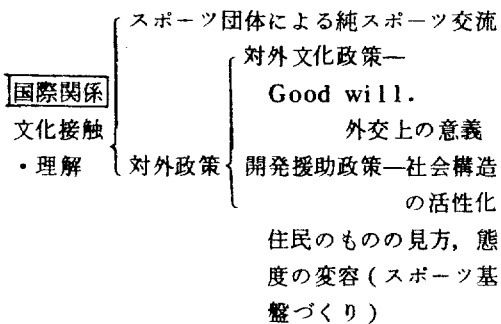 スポーツ団体による純スポーツ交流
対外文化政策―
国際関係
Good will.
文化接触
外交上の意義
・理解
対外政策
開発援助政策―社会構造
の活性化
住民のものの見方，態
度の変容（スポーツ基
盤づくり）